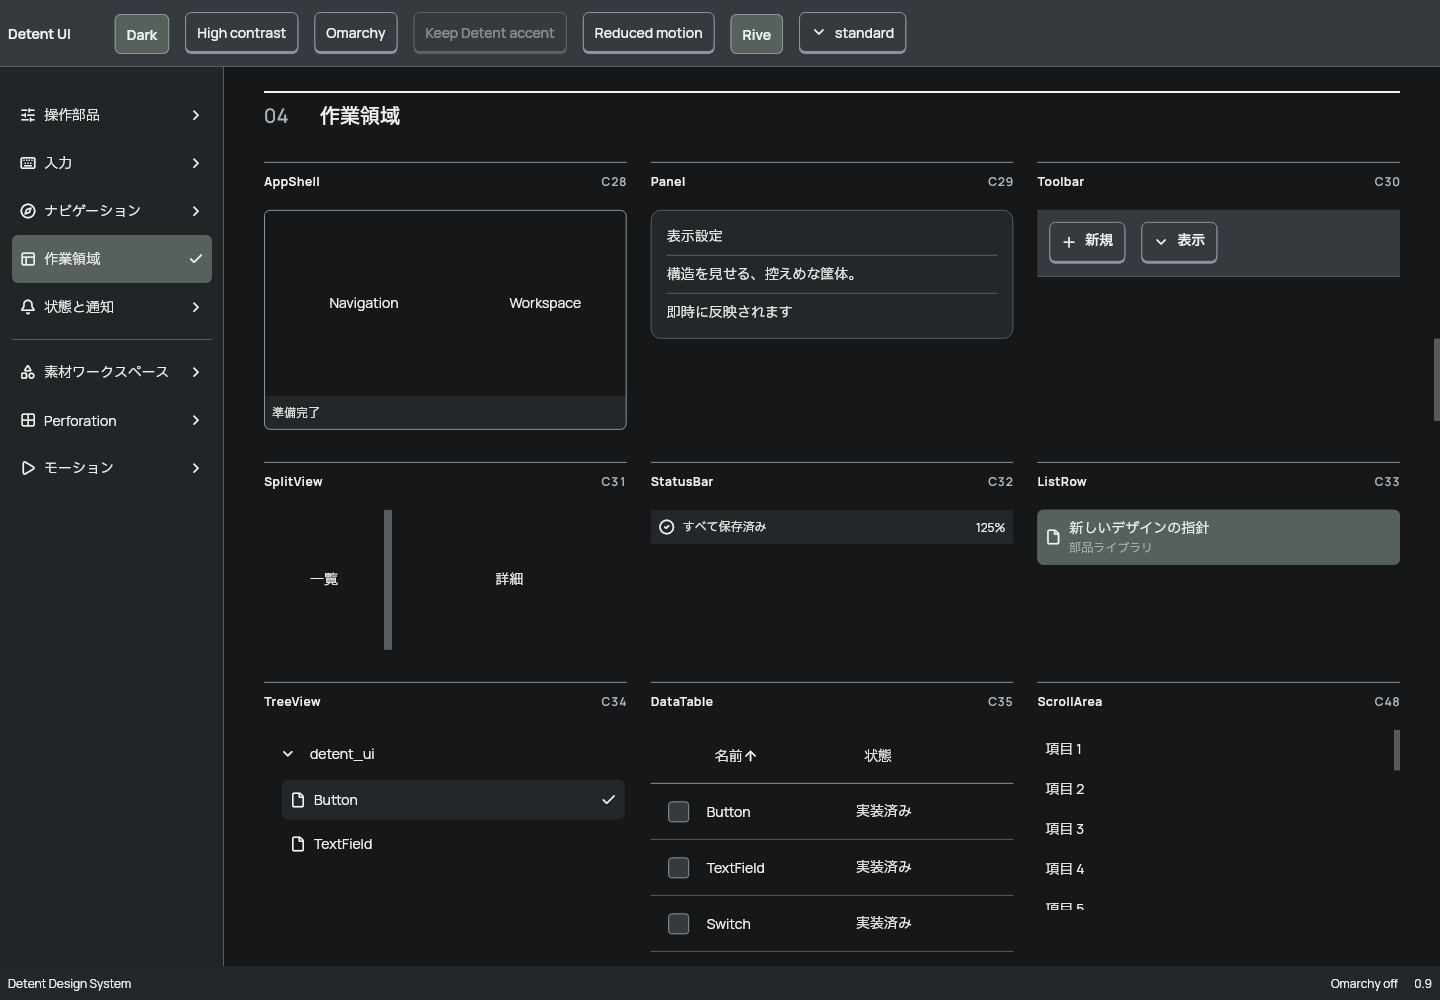 Detent UI
Dark
High contrast
Omarchy
Keep Detent accent
Reduced motion
Rive
standard
操作部品
入力
ナビゲーション
作業領域
状態と通知
素材ワークスペース
Perforation
モーション
04 作業領域
AppShell C28
Navigation Workspace
準備完了
Panel C29
表示設定
構造を見せる、控えめな筐体。
即時に反映されます
Toolbar C30
新規 表示
SplitView C31
一覧 詳細
StatusBar C32
すべて保存済み 125%
ListRow C33
新しいデザインの指針
部品ライブラリ
TreeView C34
detent_ui
Button
TextField
DataTable C35
名前 状態
Button 実装済み
TextField 実装済み
Switch 実装済み
ScrollArea C48
項目 1
項目 2
項目 3
項目 4
項目 5
Detent Design System
Omarchy off 0.9